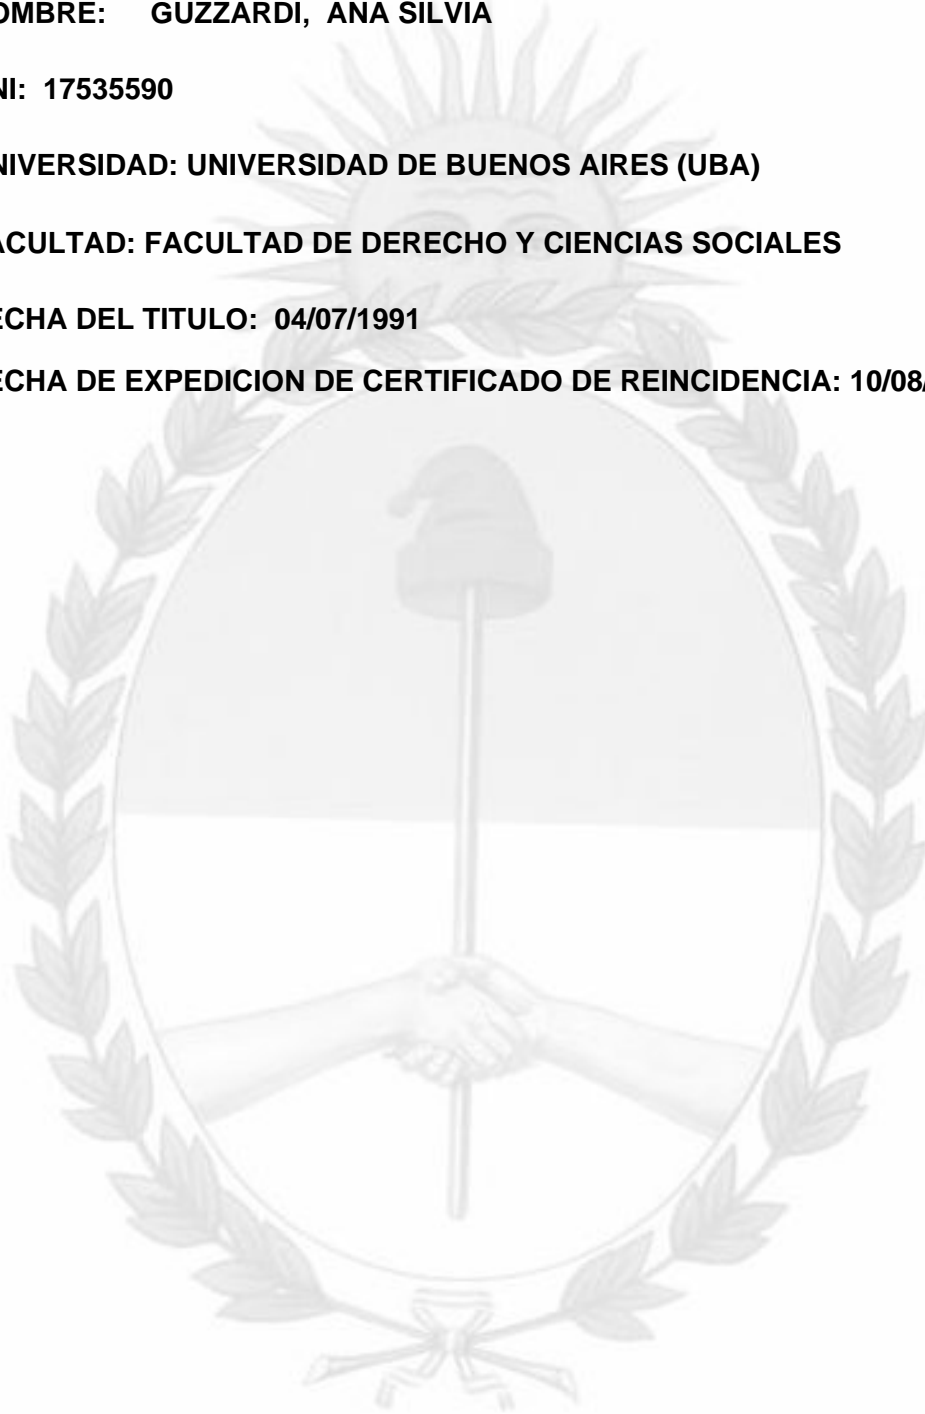 OMBRE: GUZZARDI, ANA SILVIA
NI: 17535590
NIVERSIDAD: UNIVERSIDAD DE BUENOS AIRES (UBA)
ACULTAD: FACULTAD DE DERECHO Y CIENCIAS SOCIALES
ECHA DEL TITULO: 04/07/1991
ECHA DE EXPEDICION DE CERTIFICADO DE REINCIDENCIA: 10/08/